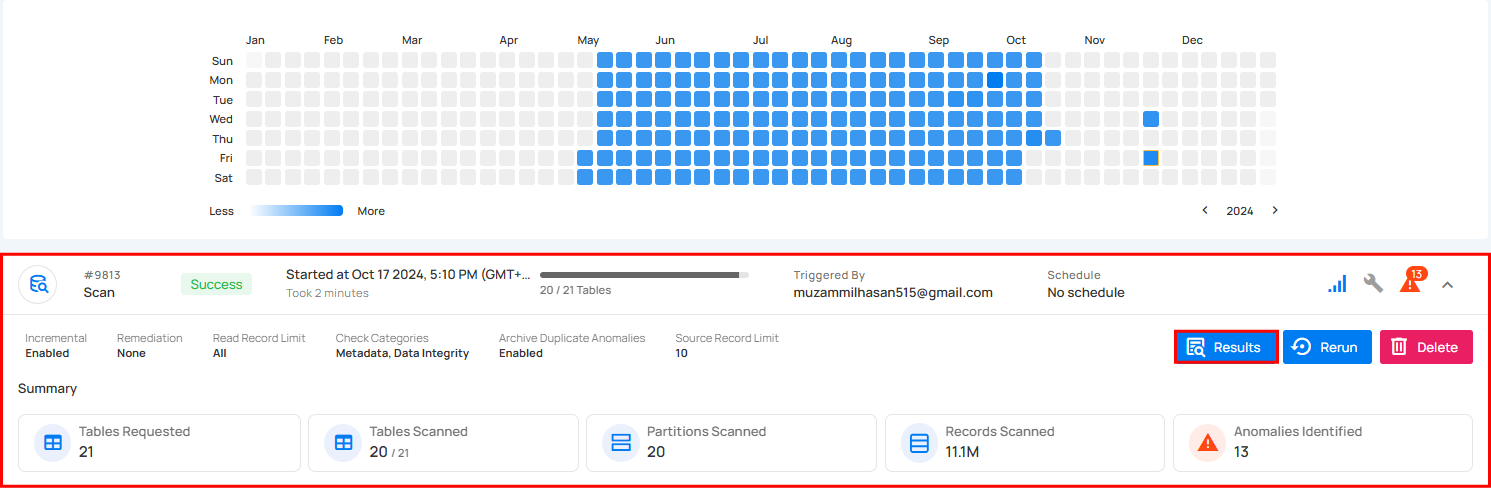 Jan Feb Mar Apr May Jun Jul Aug Sep Oct Nov Dec
Sun
Mon
Tue
Wed
Thu
Fri
Sat
Less More < 2024 >
#9813
Scan
Success
Started at Oct 17 2024, 5:10 PM (GMT+...
Took 2 minutes
20 / 21 Tables
Triggered By
muzammilhasan515@gmail.com
Schedule
No schedule
13
Incremental
Enabled
Remediation
None
Read Record Limit
All
Check Categories
Metadata, Data Integrity
Archive Duplicate Anomalies
Enabled
Source Record Limit
10
Results
Rerun
Delete
Summary
Tables Requested
21
Tables Scanned
20 / 21
Partitions Scanned
20
Records Scanned
11.1M
Anomalies Identified
13